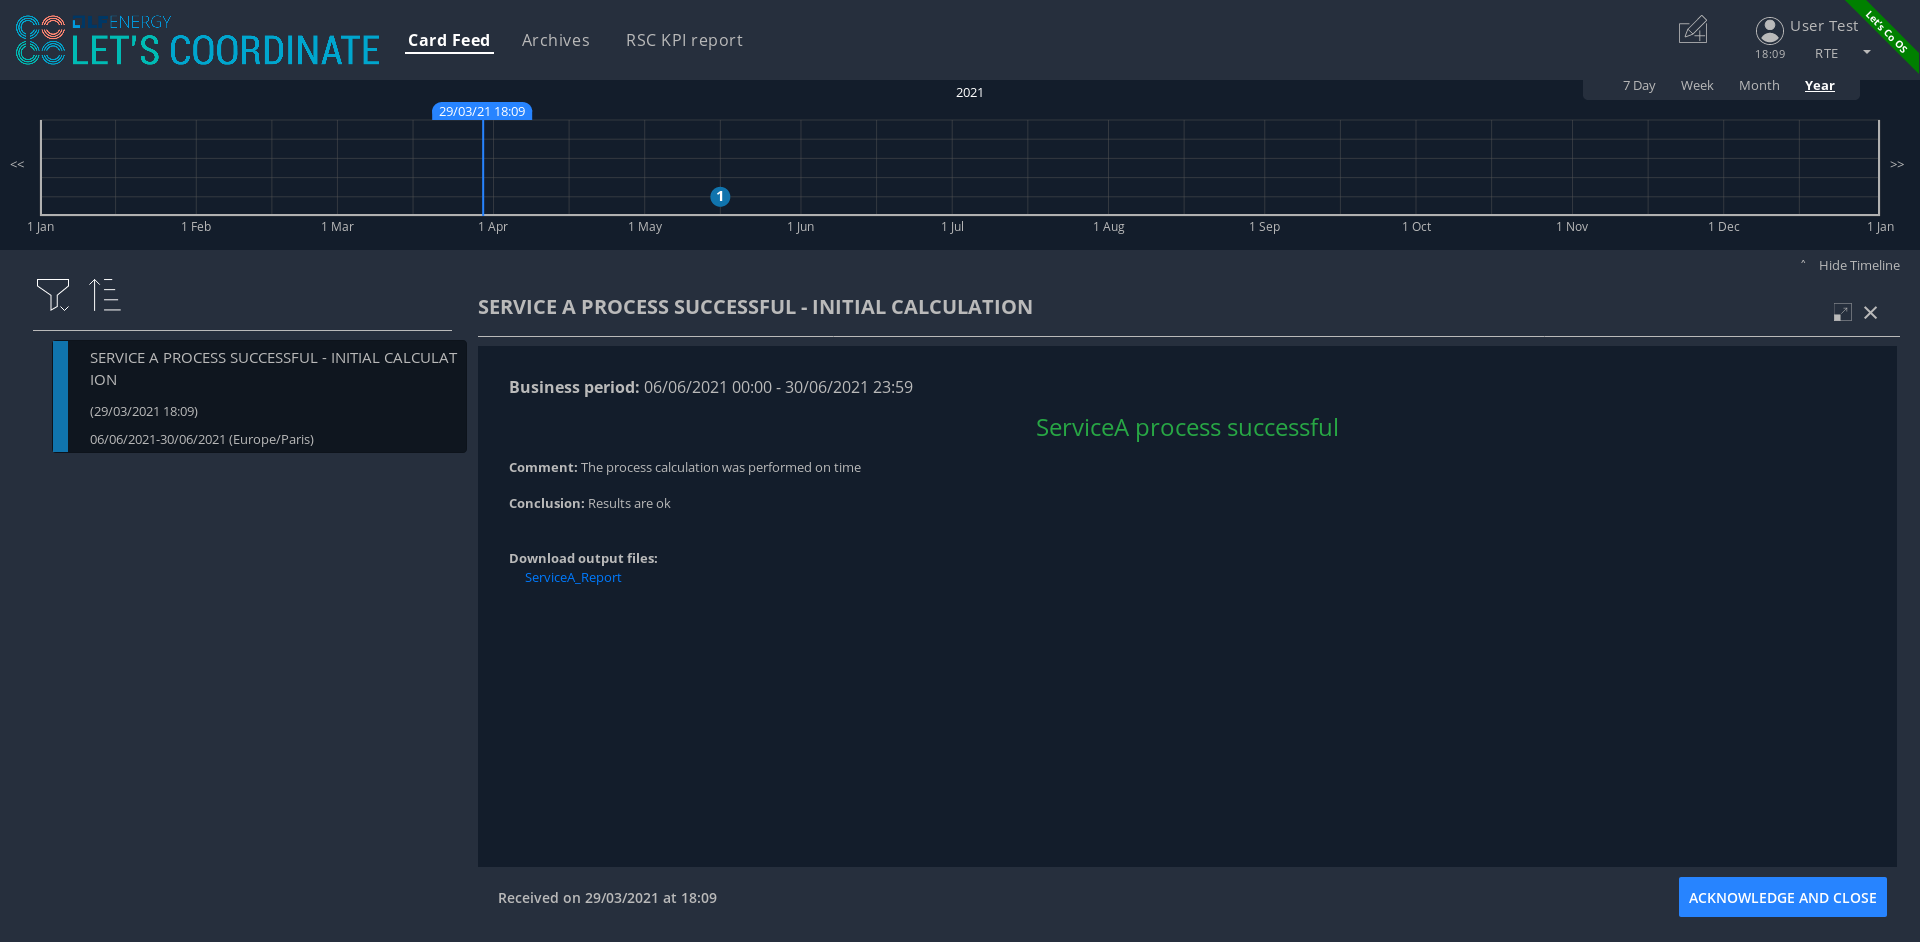 ENERGY
LET'S COORDINATE
Card Feed
Archives
RSC KPI report
User Test
18:09
RTE
Let's Co OS
7 Day
Week
Month
Year
2021
29/03/21 18:09
<<
>>
1
1 Jan
1 Feb
1 Mar
1 Apr
1 May
1 Jun
1 Jul
1 Aug
1 Sep
1 Oct
1 Nov
1 Dec
1 Jan
Hide Timeline
SERVICE A PROCESS SUCCESSFUL - INITIAL CALCULAT
ION
(29/03/2021 18:09)
06/06/2021-30/06/2021 (Europe/Paris)
SERVICE A PROCESS SUCCESSFUL - INITIAL CALCULATION
Business period: 06/06/2021 00:00 - 30/06/2021 23:59
ServiceA process successful
Comment: The process calculation was performed on time
Conclusion: Results are ok
Download output files:
ServiceA_Report
Received on 29/03/2021 at 18:09
ACKNOWLEDGE AND CLOSE